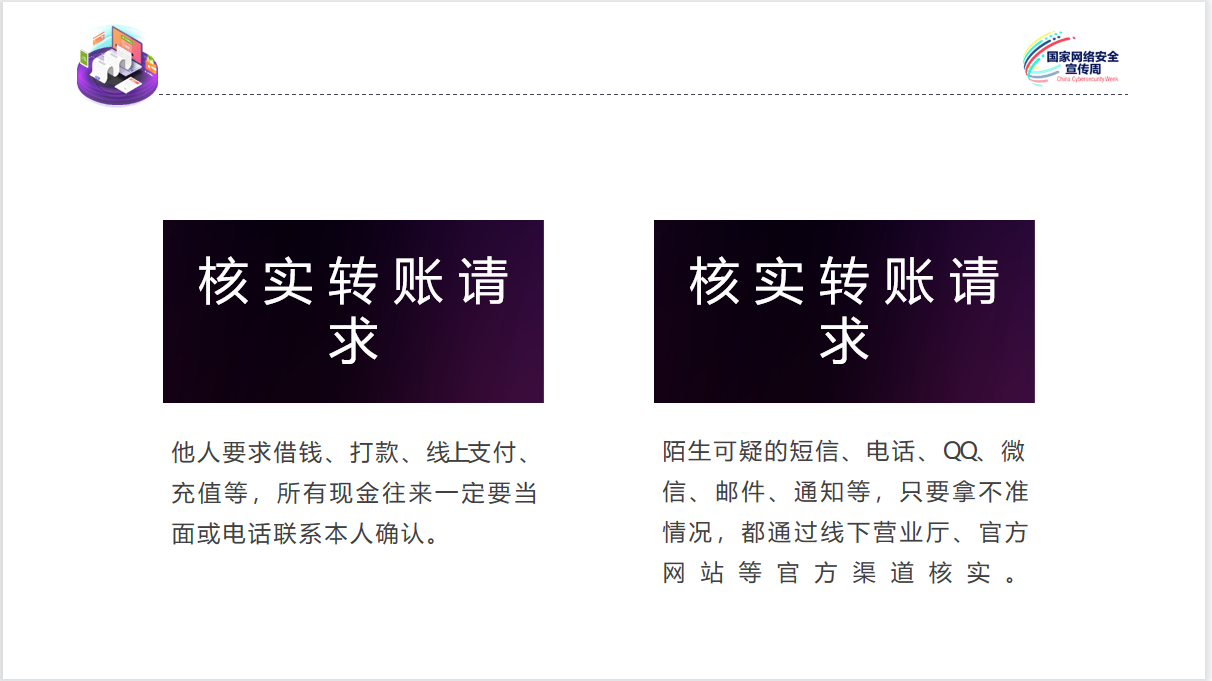 国家网络安全
宣传周
China Cybersecurity Week
核实转账请
求
他人要求借钱、打款、线上支付、
充值等，所有现金往来一定要当
面或电话联系本人确认。
核实转账请
求
陌生可疑的短信、电话、QQ、微
信、邮件、通知等，只要拿不准
情况，都通过线下营业厅、官方
网站等官方渠道核实。